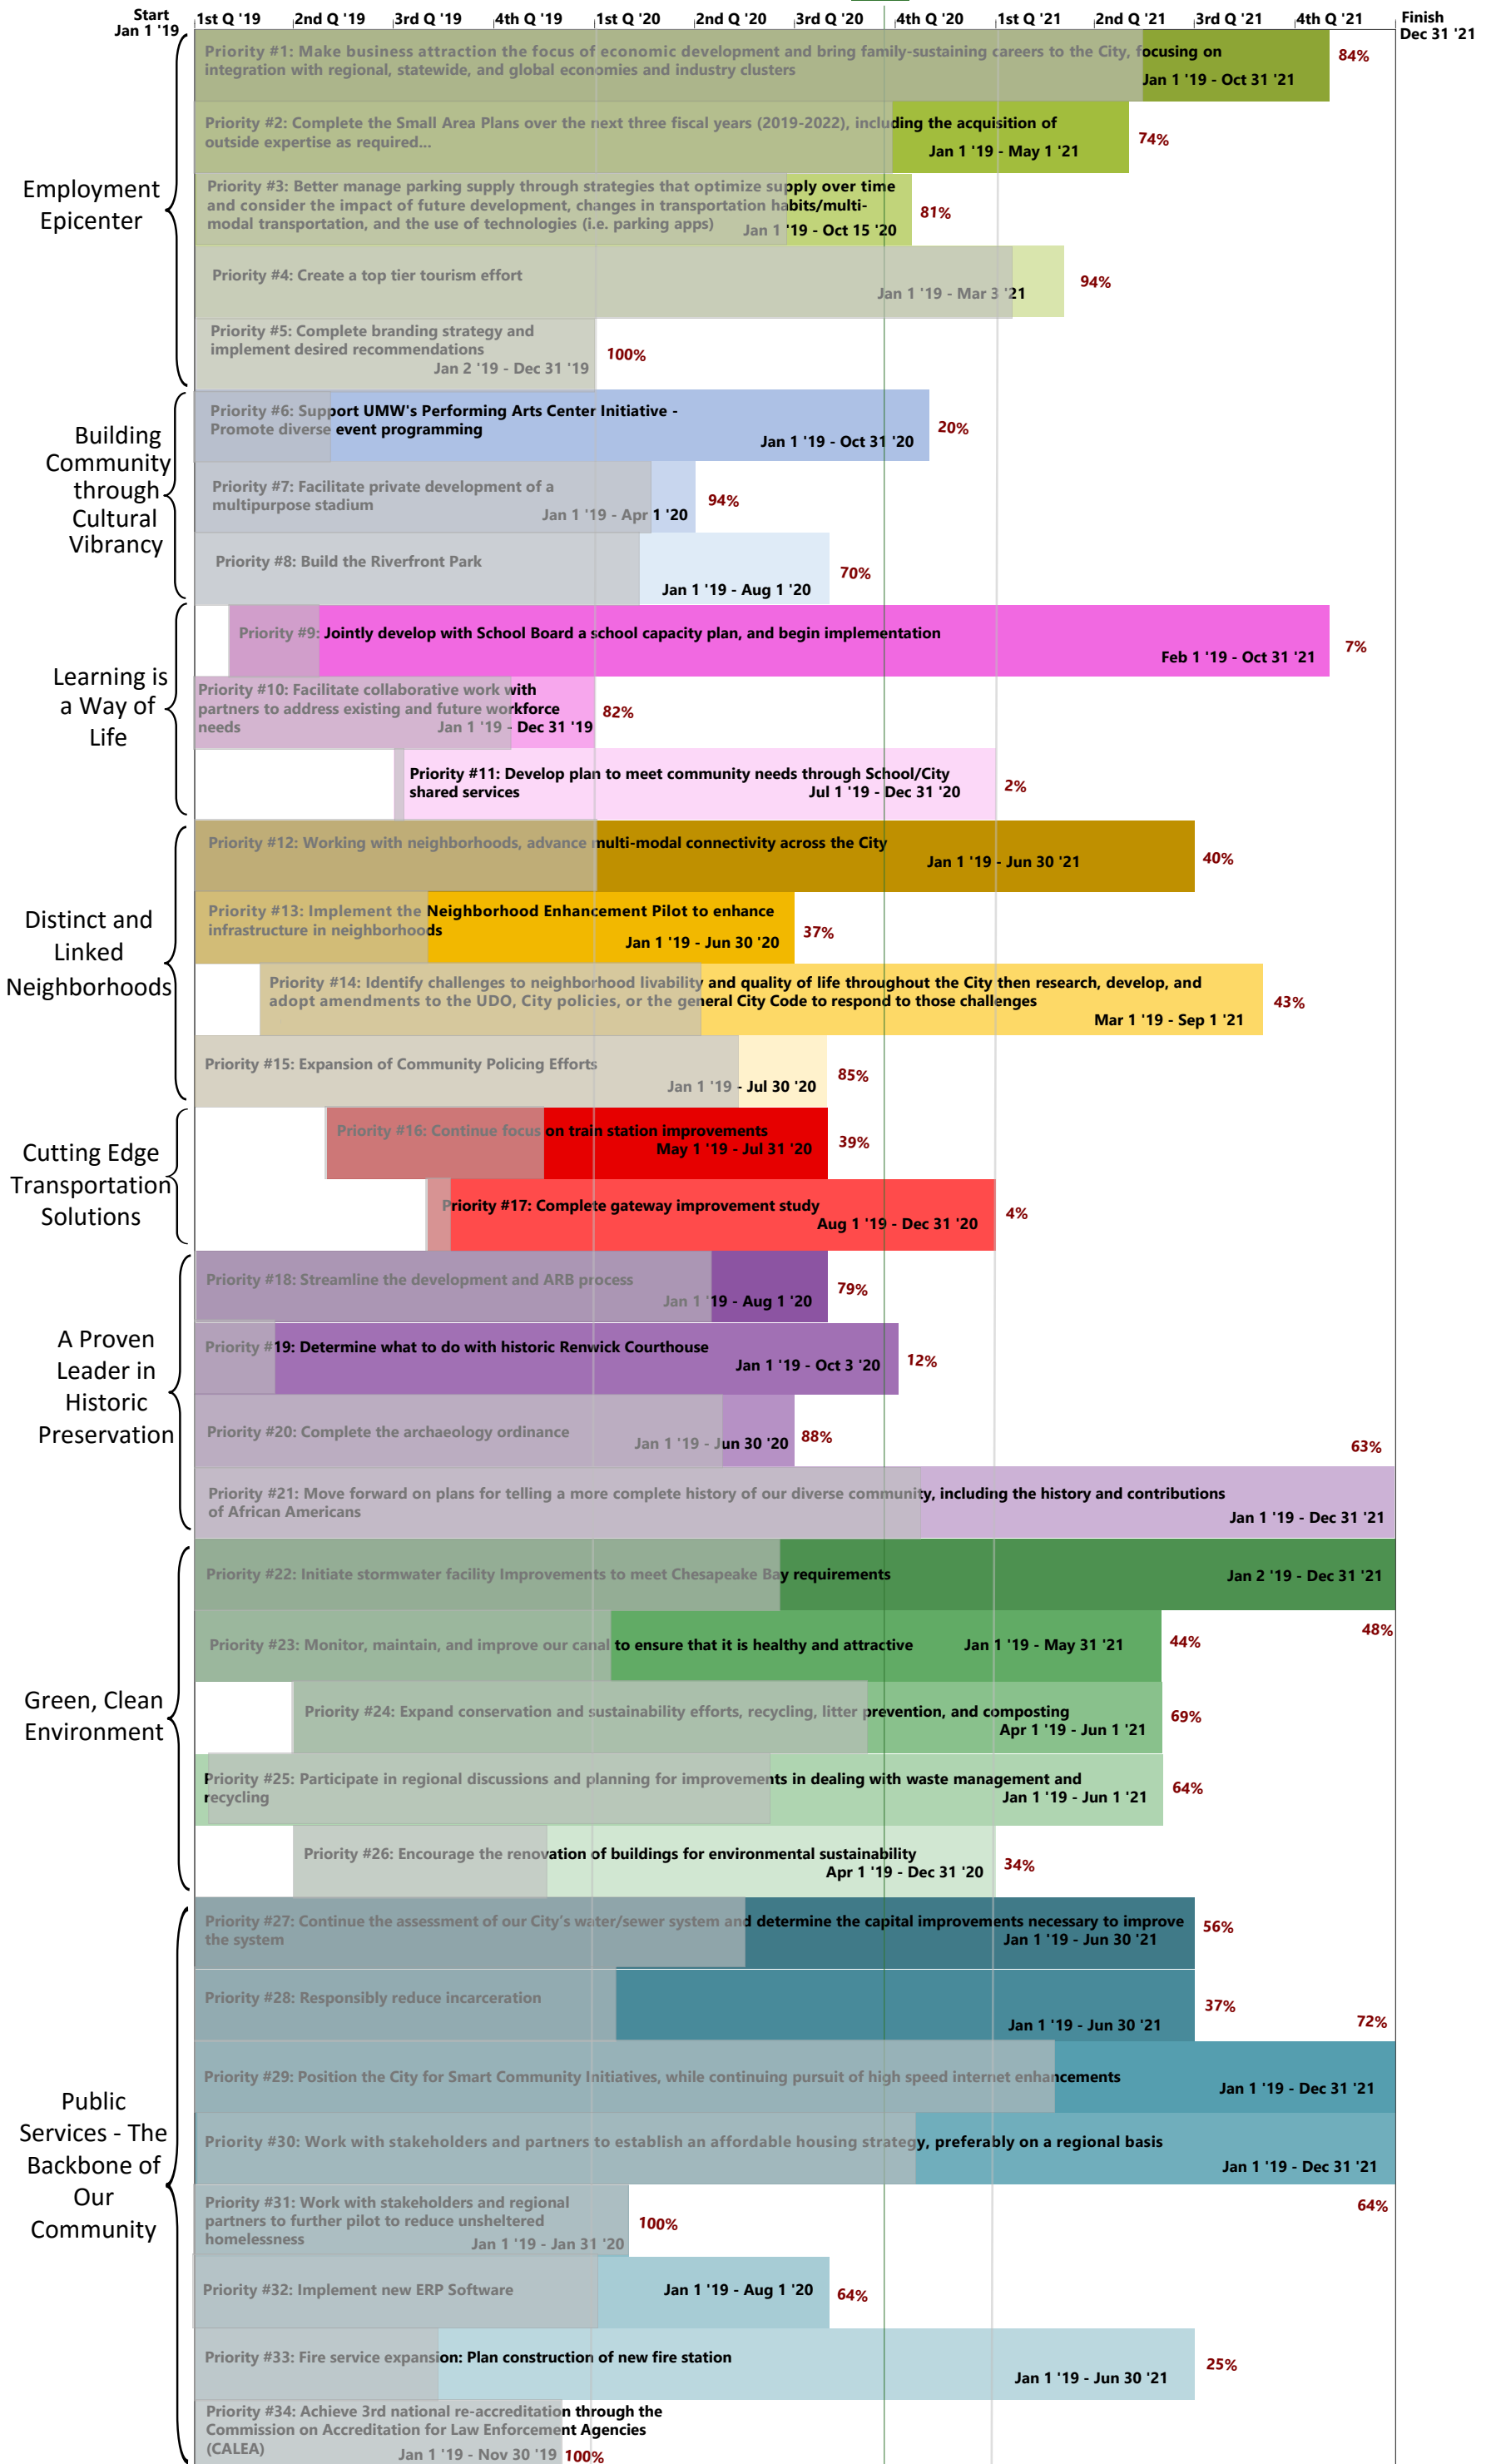 Start
Jan 1 '19
1st Q '19
2nd Q '19
3rd Q '19
4th Q '19
1st Q '20
2nd Q '20
3rd Q '20
4th Q '20
1st Q '21
2nd Q '21
3rd Q '21
4th Q '21
Finish
Dec 31 '21
Employment
Epicenter
Priority #1: Make business attraction the focus of economic development and bring family-sustaining careers to the City, focusing on
integration with regional, statewide, and global economies and industry clusters
Jan 1 '19 - Oct 31 '21
84%
Priority #2: Complete the Small Area Plans over the next three fiscal years (2019-2022), including the acquisition of
outside expertise as required...
Jan 1 '19 - May 1 '21
74%
Priority #3: Better manage parking supply through strategies that optimize supply over time
and consider the impact of future development, changes in transportation habits/multi-
modal transportation, and the use of technologies (i.e. parking apps)
Jan 1 '19 - Oct 15 '20
81%
Priority #4: Create a top tier tourism effort
Jan 1 '19 - Mar 3 '21
94%
Priority #5: Complete branding strategy and
implement desired recommendations
Jan 2 '19 - Dec 31 '19
100%
Building
Community
through
Cultural
Vibrancy
Priority #6: Support UMW's Performing Arts Center Initiative -
Promote diverse event programming
Jan 1 '19 - Oct 31 '20
20%
Priority #7: Facilitate private development of a
multipurpose stadium
Jan 1 '19 - Apr 1 '20
94%
Priority #8: Build the Riverfront Park
Jan 1 '19 - Aug 1 '20
70%
Learning is
a Way of
Life
Priority #9: Jointly develop with School Board a school capacity plan, and begin implementation
Feb 1 '19 - Oct 31 '21
7%
Priority #10: Facilitate collaborative work with
partners to address existing and future workforce
needs
Jan 1 '19 - Dec 31 '19
82%
Priority #11: Develop plan to meet community needs through School/City
shared services
Jul 1 '19 - Dec 31 '20
2%
Distinct and
Linked
Neighborhoods
Priority #12: Working with neighborhoods, advance multi-modal connectivity across the City
Jan 1 '19 - Jun 30 '21
40%
Priority #13: Implement the Neighborhood Enhancement Pilot to enhance
infrastructure in neighborhoods
Jan 1 '19 - Jun 30 '20
37%
Priority #14: Identify challenges to neighborhood livability and quality of life throughout the City then research, develop, and
adopt amendments to the UDO, City policies, or the general City Code to respond to those challenges
Mar 1 '19 - Sep 1 '21
43%
Priority #15: Expansion of Community Policing Efforts
Jan 1 '19 - Jul 30 '20
85%
Cutting Edge
Transportation
Solutions
Priority #16: Continue focus on train station improvements
May 1 '19 - Jul 31 '20
39%
Priority #17: Complete gateway improvement study
Aug 1 '19 - Dec 31 '20
4%
A Proven
Leader in
Historic
Preservation
Priority #18: Streamline the development and ARB process
Jan 1 '19 - Aug 1 '20
79%
Priority #19: Determine what to do with historic Renwick Courthouse
Jan 1 '19 - Oct 3 '20
12%
Priority #20: Complete the archaeology ordinance
Jan 1 '19 - Jun 30 '20
88%
63%
Priority #21: Move forward on plans for telling a more complete history of our diverse community, including the history and contributions
of African Americans
Jan 1 '19 - Dec 31 '21
Green, Clean
Environment
Priority #22: Initiate stormwater facility Improvements to meet Chesapeake Bay requirements
Jan 2 '19 - Dec 31 '21
48%
Priority #23: Monitor, maintain, and improve our canal to ensure that it is healthy and attractive
Jan 1 '19 - May 31 '21
44%
Priority #24: Expand conservation and sustainability efforts, recycling, litter prevention, and composting
Apr 1 '19 - Jun 1 '21
69%
Priority #25: Participate in regional discussions and planning for improvements in dealing with waste management and
recycling
Jan 1 '19 - Jun 1 '21
64%
Priority #26: Encourage the renovation of buildings for environmental sustainability
Apr 1 '19 - Dec 31 '20
34%
Public
Services - The
Backbone of
Our
Community
Priority #27: Continue the assessment of our City's water/sewer system and determine the capital improvements necessary to improve
the system
Jan 1 '19 - Jun 30 '21
56%
Priority #28: Responsibly reduce incarceration
Jan 1 '19 - Jun 30 '21
37%
72%
Priority #29: Position the City for Smart Community Initiatives, while continuing pursuit of high speed internet enhancements
Jan 1 '19 - Dec 31 '21
Priority #30: Work with stakeholders and partners to establish an affordable housing strategy, preferably on a regional basis
Jan 1 '19 - Dec 31 '21
64%
Priority #31: Work with stakeholders and regional
partners to further pilot to reduce unsheltered
homelessness
Jan 1 '19 - Jan 31 '20
100%
Priority #32: Implement new ERP Software
Jan 1 '19 - Aug 1 '20
64%
Priority #33: Fire service expansion: Plan construction of new fire station
Jan 1 '19 - Jun 30 '21
25%
Priority #34: Achieve 3rd national re-accreditation through the
Commission on Accreditation for Law Enforcement Agencies
(CALEA)
Jan 1 '19 - Nov 30 '19
100%